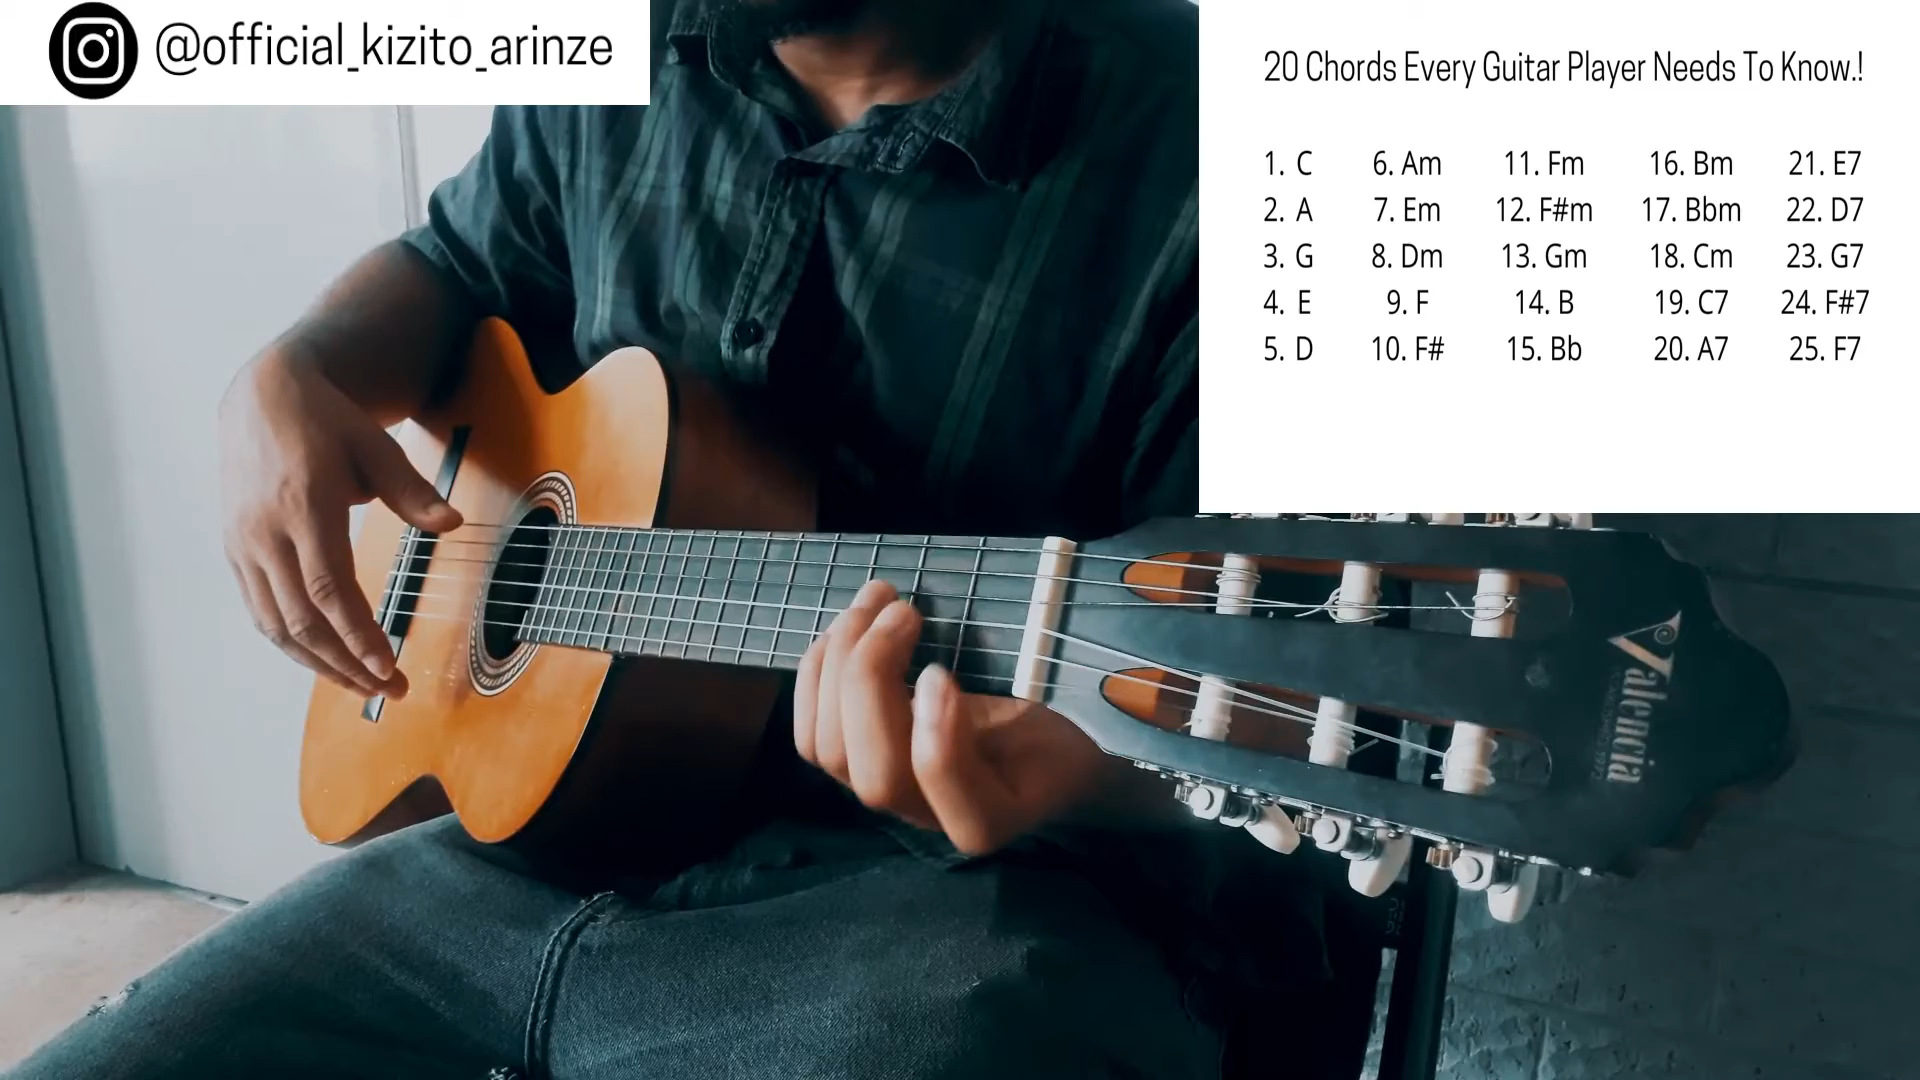 @official_kizito_arinze
20 Chords Every Guitar Player Needs To Know.!
1. C 6. Am 11. Fm 16. Bm 21. E7
2. A 7. Em 12. F#m 17. Bbm 22. D7
3. G 8. Dm 13. Gm 18. Cm 23. G7
4. E 9. F 14. B 19. C7 24. F#7
5. D 10. F# 15. Bb 20. A7 25. F7
Valencia